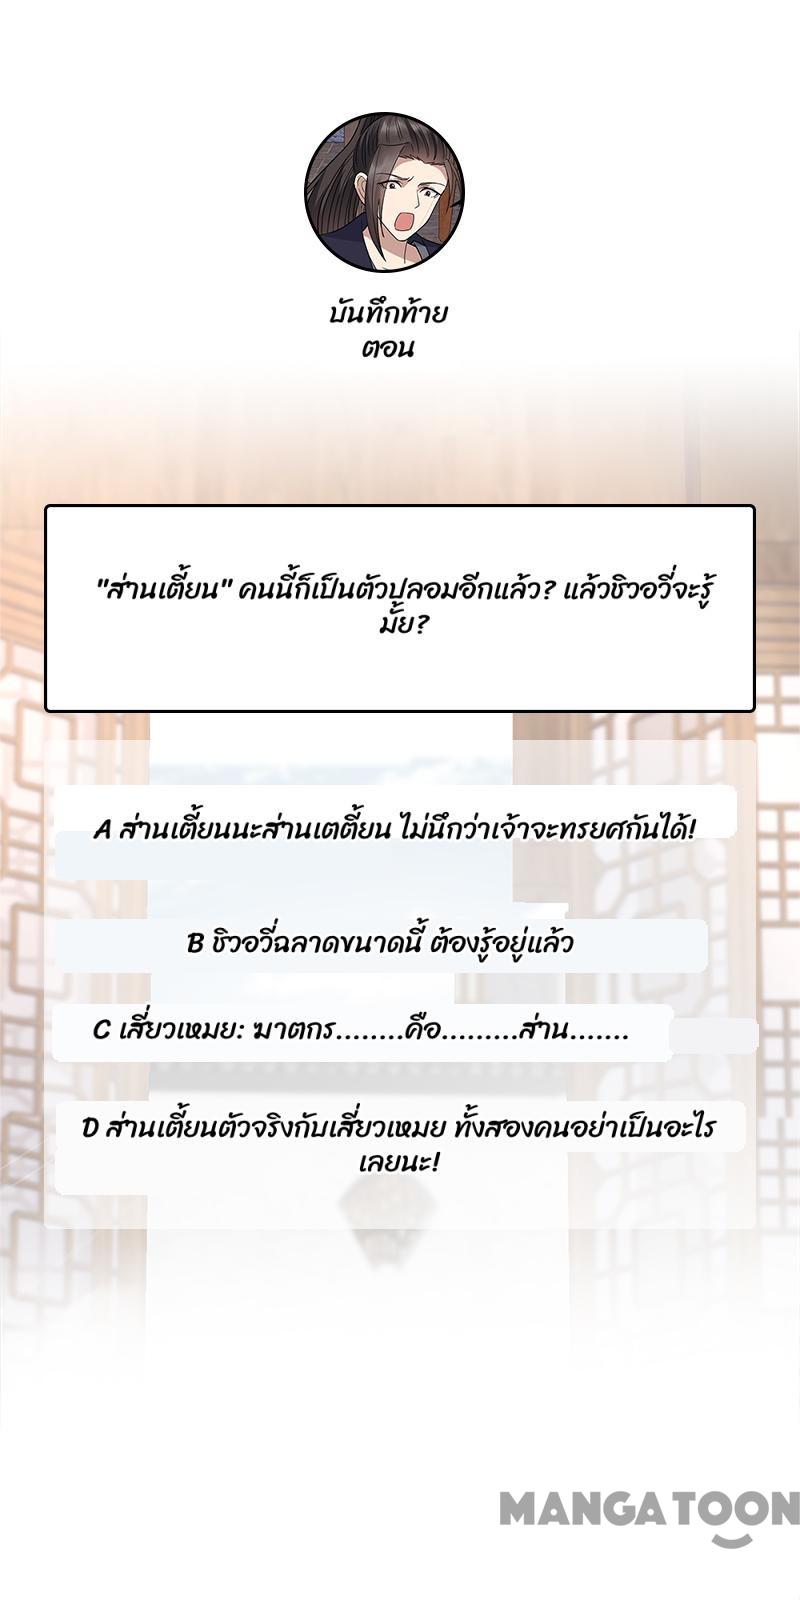 บันทึกท้าย
ตอน
"ส่านเตี้ยน" คนนี้ก็เป็นตัวปลอมอีกแล้ว? แล้วชิวอวี่จะรู้
มั้ย?
A ส่านเตี้ยนนะส่านเตตี้ยน ไม่นึกว่าเจ้าจะทรยศกันได้!
B ชิวอวี่ฉลาดขนาดนี้ ต้องรู้อยู่แล้ว
C เสี่ยวเหมย: ฆาตกร........คือ.........ส่าน.......
D ส่านเตี้ยนตัวจริงกับเสี่ยวเหมย ทั้งสองคนอย่าเป็นอะไร
เลยนะ!
MANGATOON